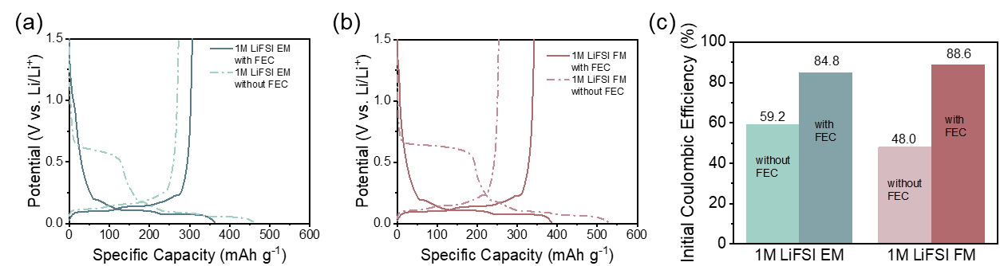 (a)
Potential (V vs. Li/Li+)
1.5
1.0
0.5
0.0
1M LiFSI EM
with FEC
1M LiFSI EM
without FEC
0 100 200 300 400 500 600
Specific Capacity (mAh g-1)
(b)
Potential (V vs. Li/Li+)
1.5
1.0
0.5
0.0
1M LiFSI FM
with FEC
1M LiFSI FM
without FEC
0 100 200 300 400 500 600
Specific Capacity (mAh g-1)
(c)
Initial Coulombic Efficiency (%)
100
80
60
40
20
0
59.2
84.8
48.0
88.6
without
FEC
with
FEC
without
FEC
with
FEC
1M LiFSI EM
1M LiFSI FM